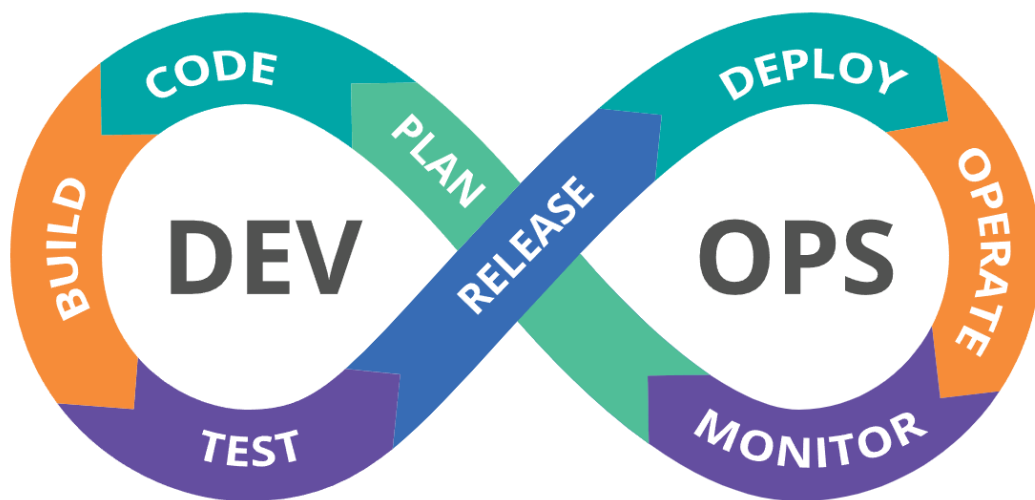 CODE
DEPLOY
PLAN
BUILD
DEV
RELEASE
OPS
OPERATE
TEST
MONITOR